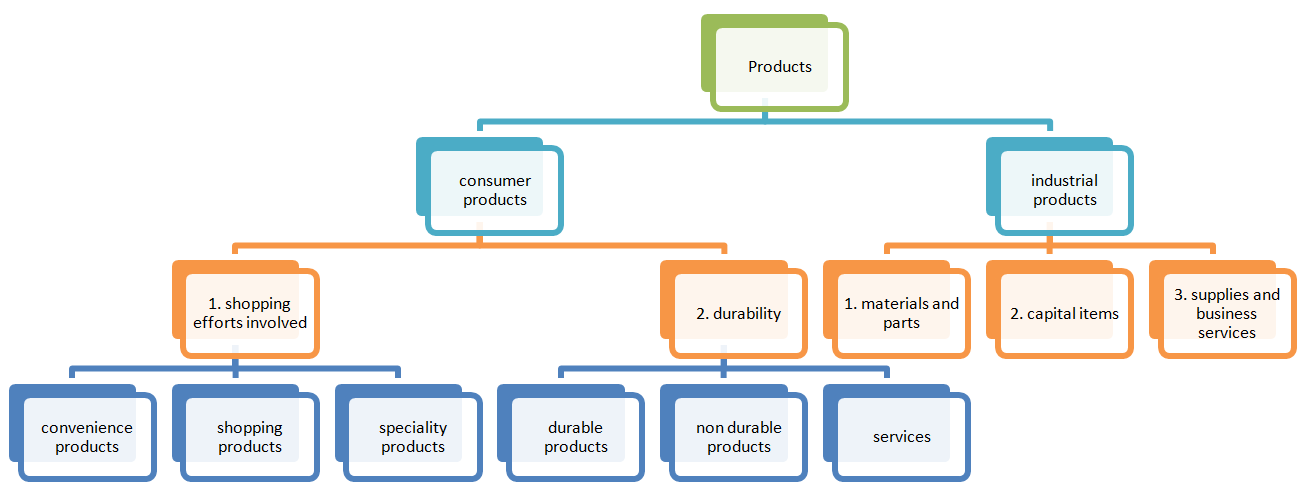 Products
consumer
products
industrial
products
1. shopping
efforts involved
2. durability
1. materials and
parts
2. capital items
3. supplies and
business
services
convenience
products
shopping
products
speciality
products
durable
products
non durable
products
services